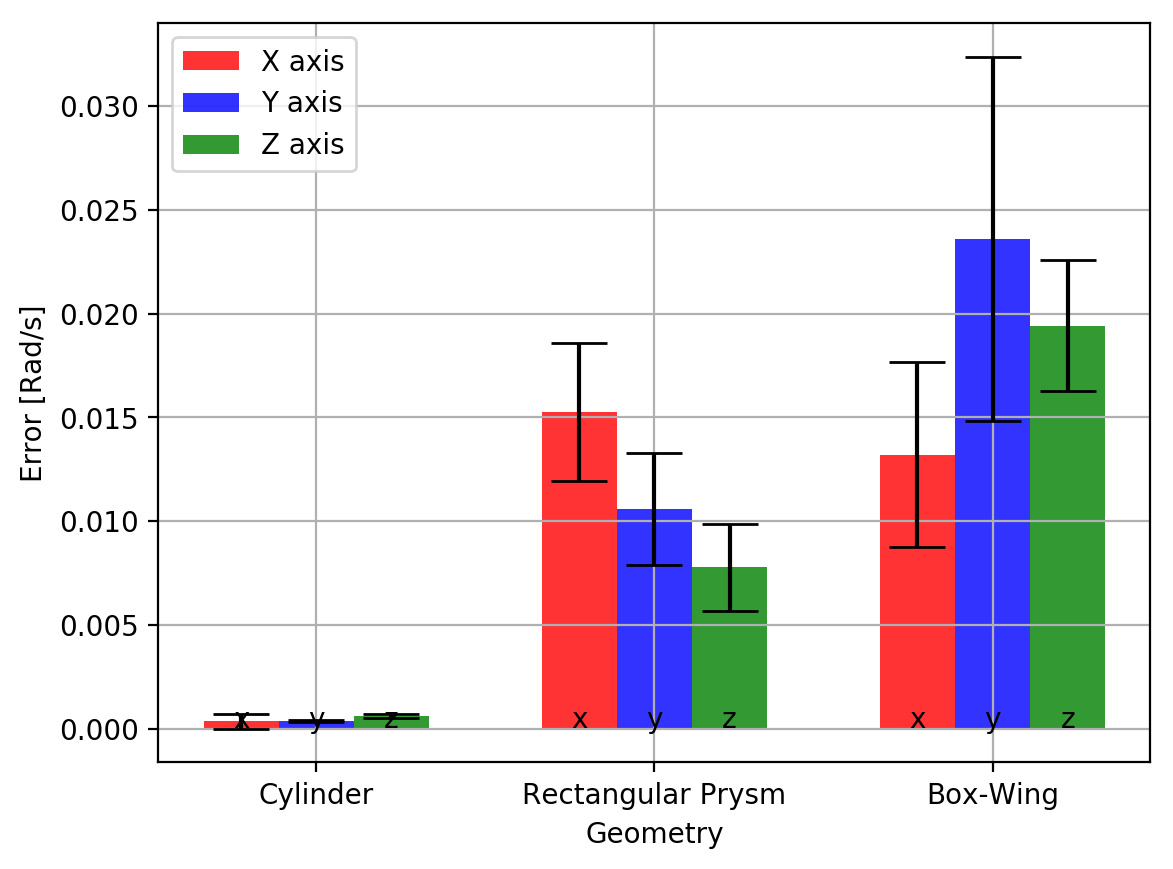 X axis
Y axis
Z axis
0.030
0.025
0.020
0.015
0.010
0.005
0.000
Error [Rad/s]
x y z x y z x y z
Cylinder Rectangular Prysm Box-Wing
Geometry